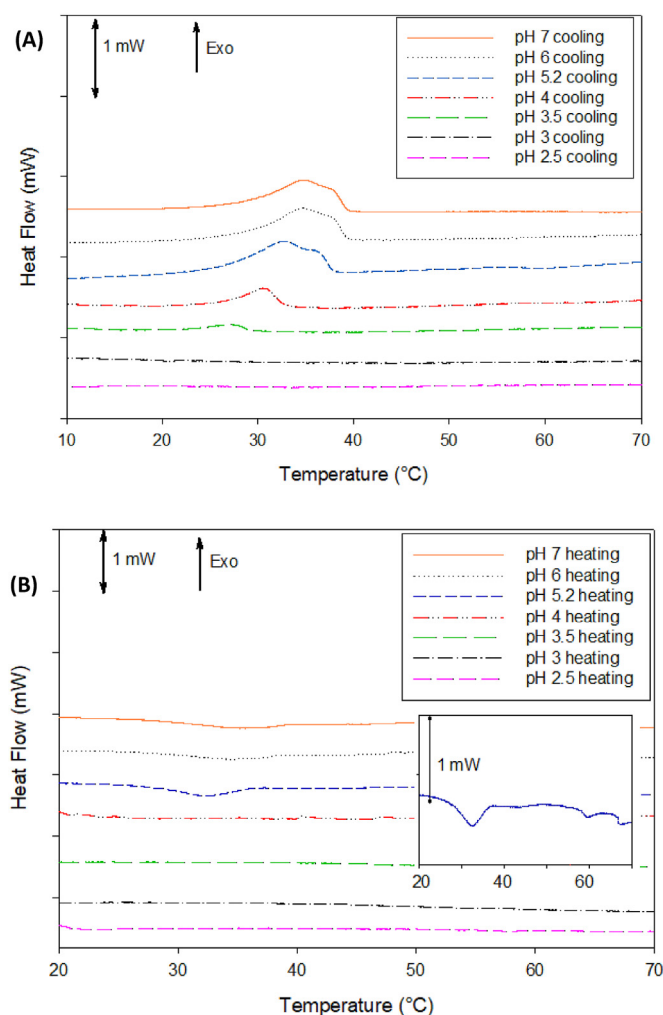 (A)
1 mW
Exo
pH 7 cooling
pH 6 cooling
pH 5.2 cooling
pH 4 cooling
pH 3.5 cooling
pH 3 cooling
pH 2.5 cooling
Heat Flow (mW)
10 20 30 40 50 60 70
Temperature (°C)
(B)
1 mW
Exo
pH 7 heating
pH 6 heating
pH 5.2 heating
pH 4 heating
pH 3.5 heating
pH 3 heating
pH 2.5 heating
Heat Flow (mW)
1 mW
20 40 60
20 30 40 50 60 70
Temperature (°C)